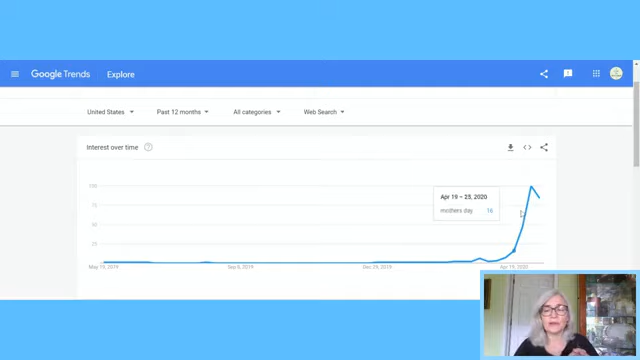 Google Trends Explore
United States Past 12 months All categories Web Search
Interest over time
100
75
50
25
Apr 19 – 25, 2020
mothers day 16
May 19, 2019 Sep 8, 2019 Dec 29, 2019 Apr 19, 2020